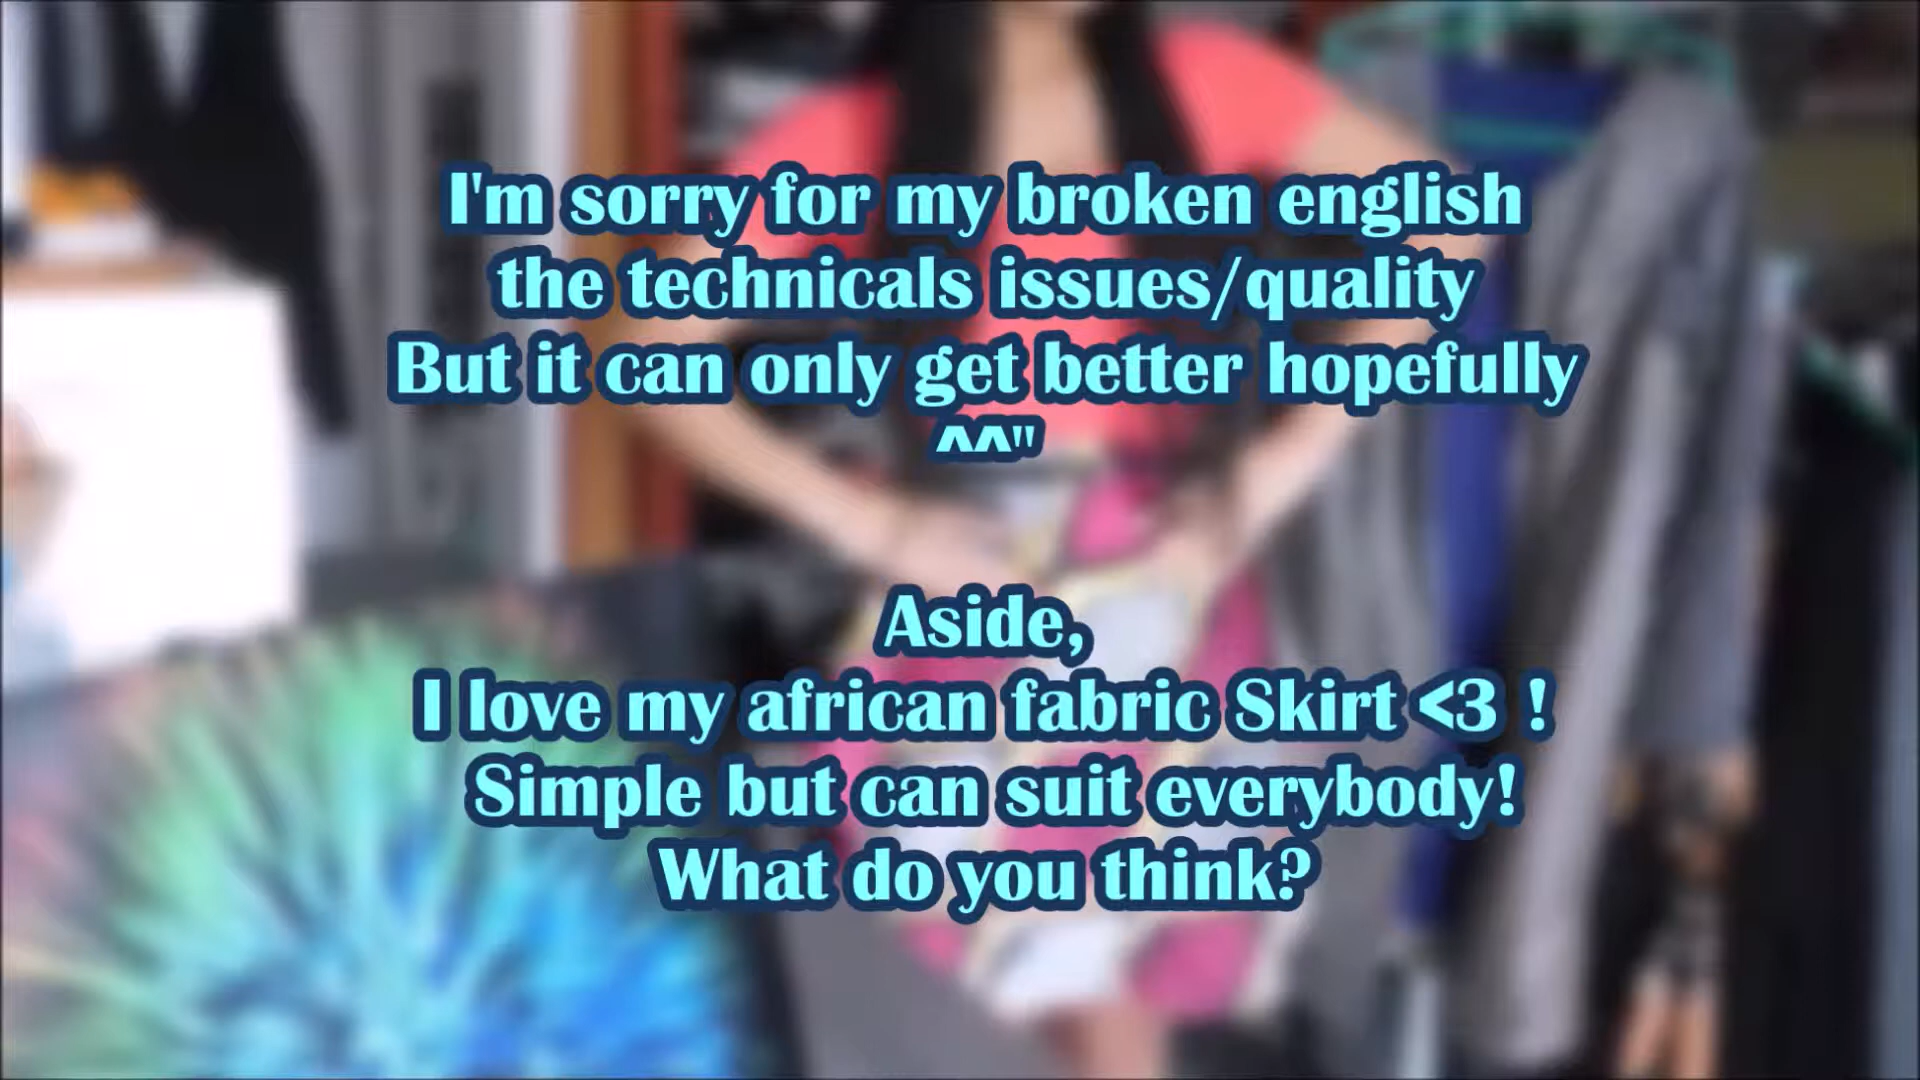 I'm sorry for my broken english
the technicals issues/quality
But it can only get better hopefully
^^"
Aside,
I love my african fabric Skirt <3 !
Simple but can suit everybody!
What do you think?